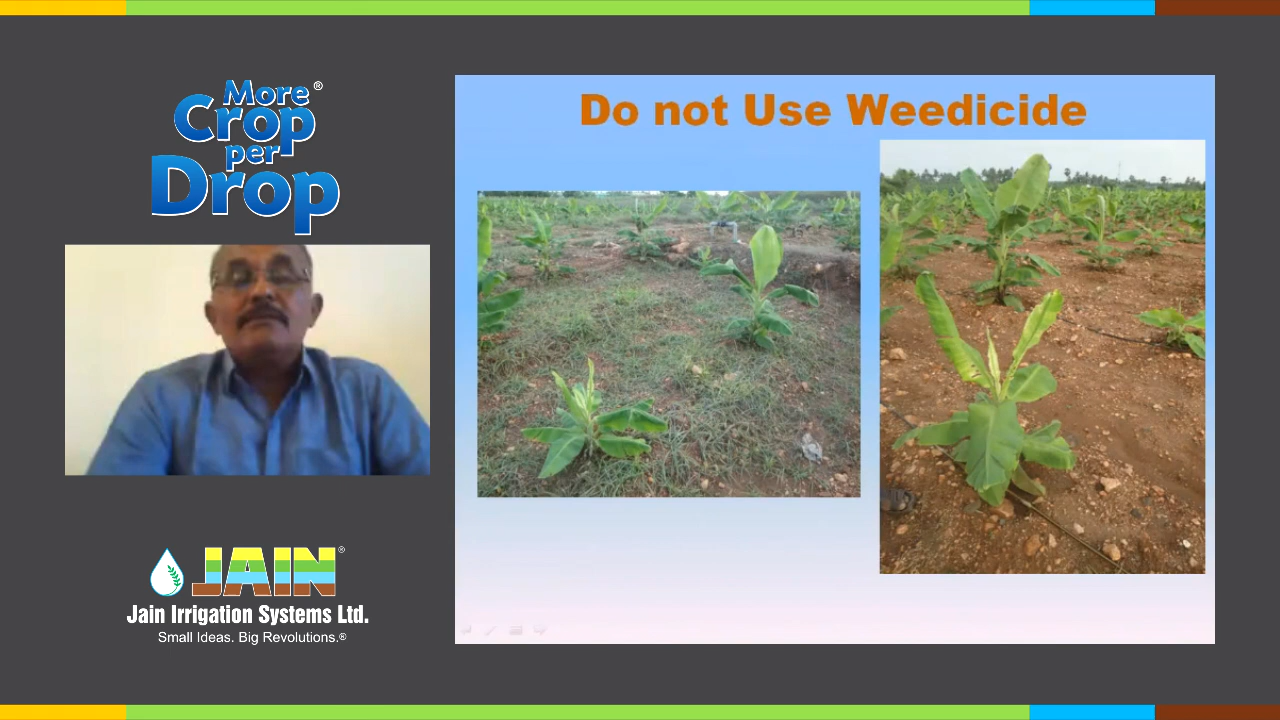 More
Crop
per
Drop®
Do not Use Weedicide
JAIN®
Jain Irrigation Systems Ltd.
Small Ideas. Big Revolutions.®